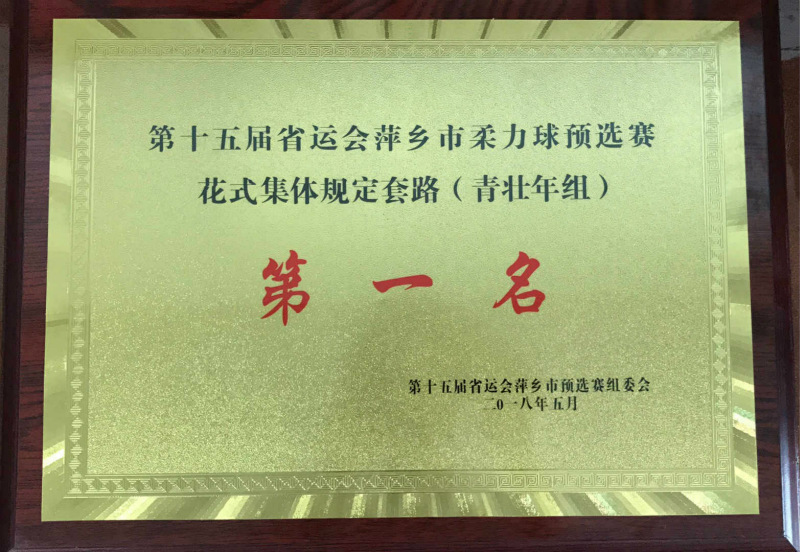 第十五届省运会萍乡市柔力球预选赛
花式集体规定套路（青壮年组）
第一名
第十五届省运会萍乡市预选赛组委会
二0一八年五月